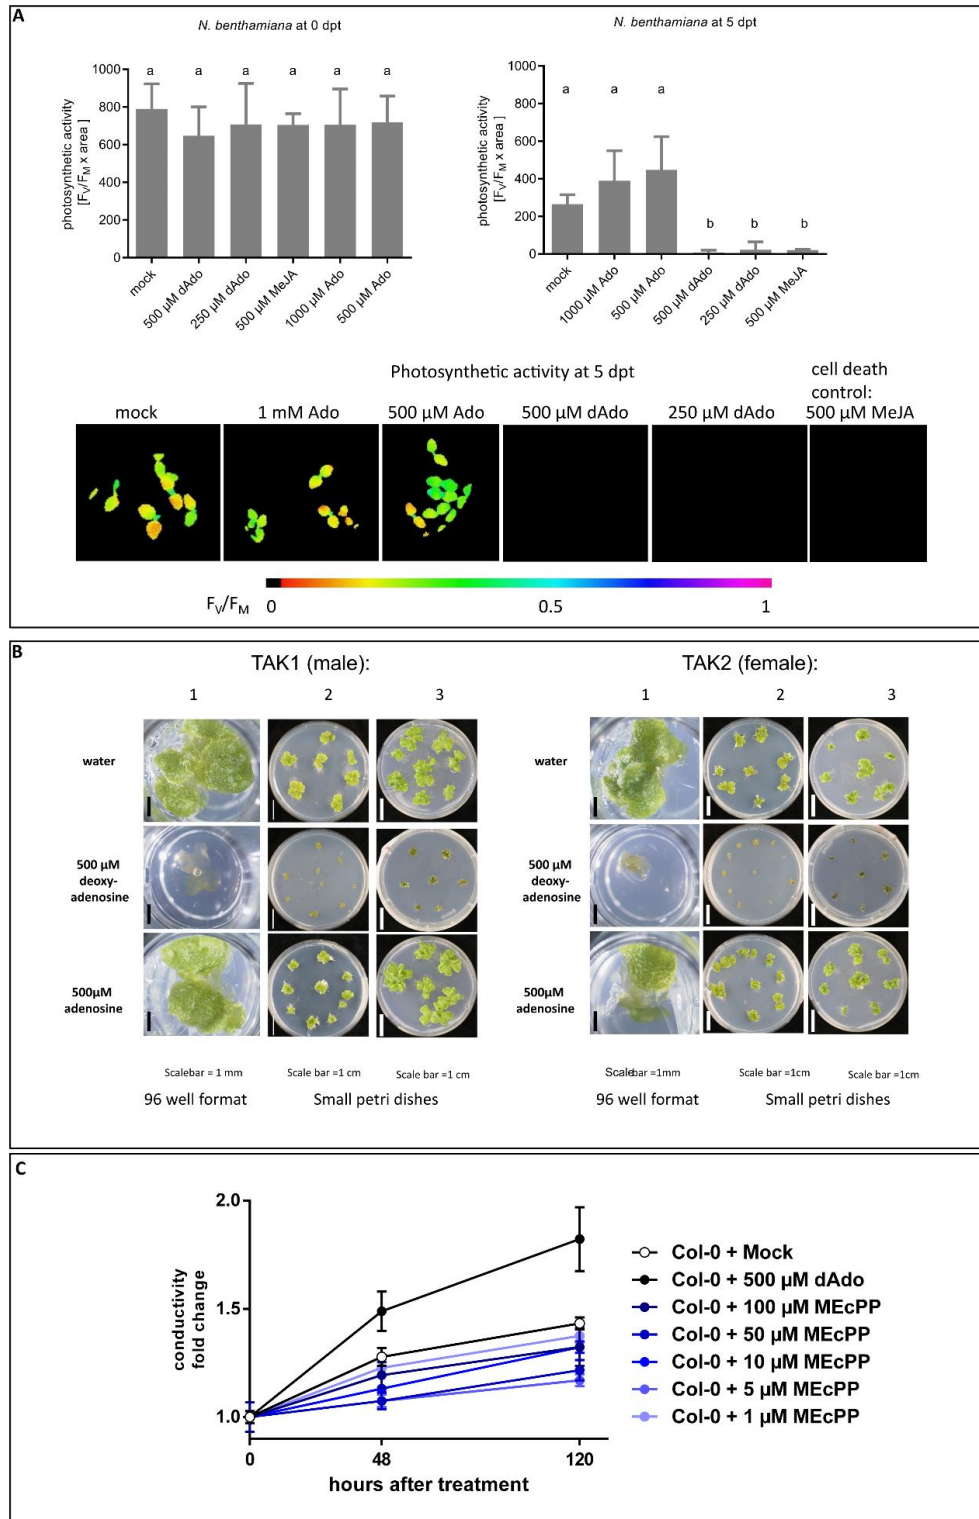 A
N. benthamiana at 0 dpt
photosynthetic activity
[FV/FM x area ]
1000
800
600
400
200
0
a a a a a a
mock
500 µM dAdo
250 µM dAdo
500 µM MeJA
1000 µM Ado
500 µM Ado
N. benthamiana at 5 dpt
photosynthetic activity
[FV/FM x area ]
1000
800
600
400
200
0
a a a b b b
mock
1000 µM Ado
500 µM Ado
500 µM dAdo
250 µM dAdo
500 µM MeJA
Photosynthetic activity at 5 dpt
cell death
control:
mock 1 mM Ado 500 µM Ado 500 µM dAdo 250 µM dAdo 500 µM MeJA
FV/FM 0 0.5 1
B
TAK1 (male):
1 2 3
water
500 µM
deoxy-
adenosine
500µM
adenosine
Scalebar = 1 mm Scale bar =1 cm Scale bar =1 cm
96 well format Small petri dishes
TAK2 (female):
1 2 3
water
500 µM
deoxy-
adenosine
500µM
adenosine
Scalebar =1mm Scale bar =1cm Scale bar =1cm
96 well format Small petri dishes
C
conductivity
fold change
2.0
1.5
1.0
0 48 120
hours after treatment
Col-0 + Mock
Col-0 + 500 µM dAdo
Col-0 + 100 µM MEcPP
Col-0 + 50 µM MEcPP
Col-0 + 10 µM MEcPP
Col-0 + 5 µM MEcPP
Col-0 + 1 µM MEcPP